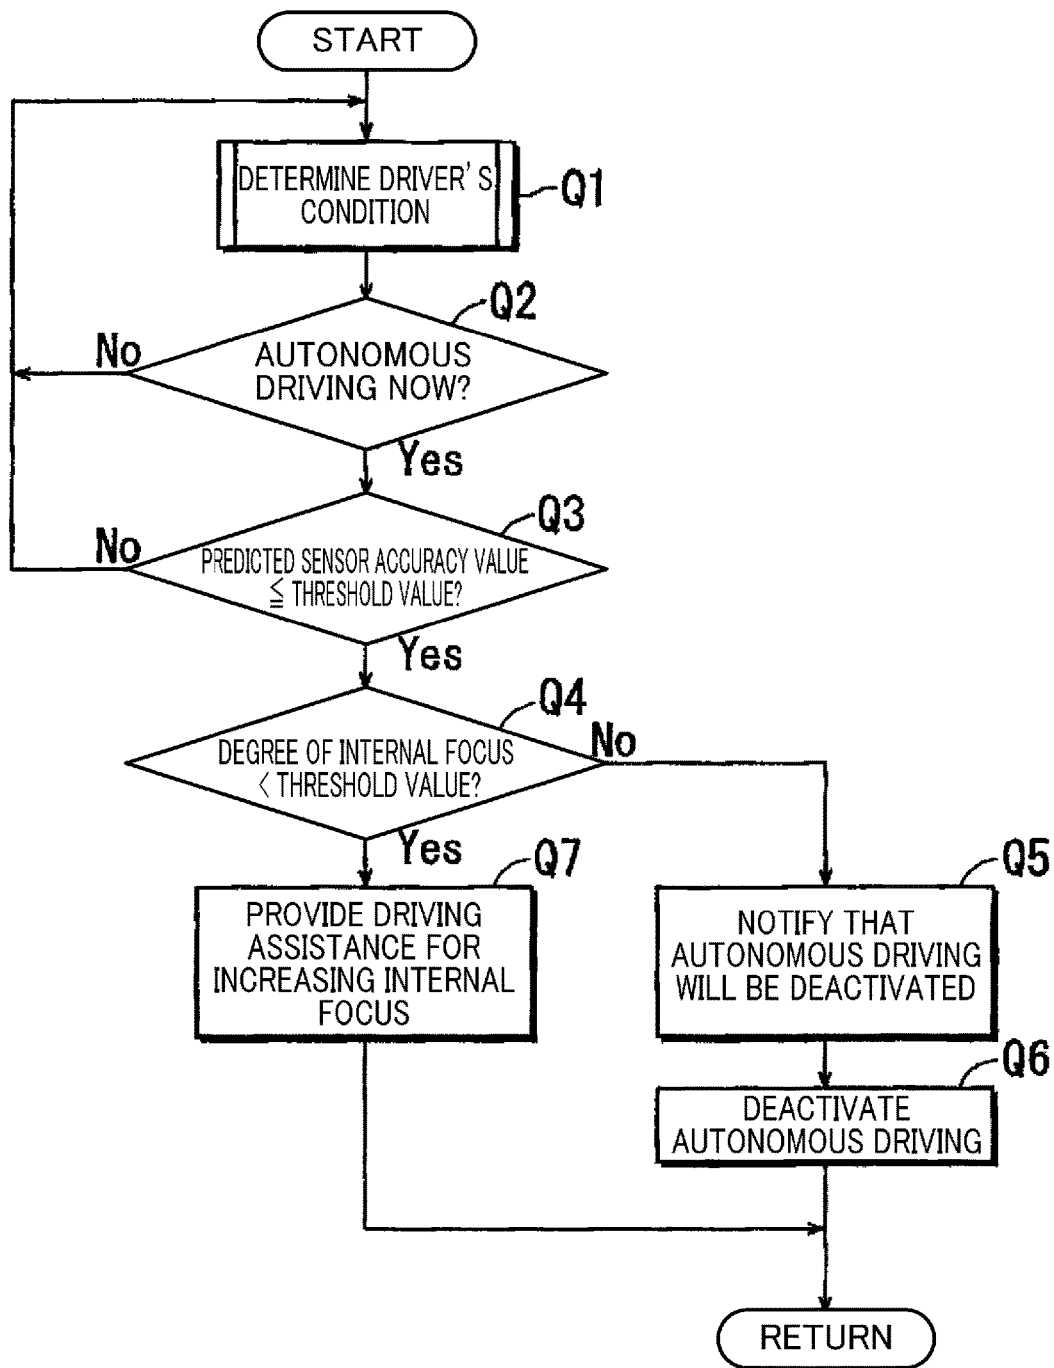 START
DETERMINE DRIVER'S
CONDITION
Q1
Q2
No
AUTONOMOUS
DRIVING NOW?
Yes
Q3
No
PREDICTED SENSOR ACCURACY VALUE
≦ THRESHOLD VALUE?
Yes
Q4
No
DEGREE OF INTERNAL FOCUS
< THRESHOLD VALUE?
Yes
Q7
PROVIDE DRIVING
ASSISTANCE FOR
INCREASING INTERNAL
FOCUS
Q5
NOTIFY THAT
AUTONOMOUS DRIVING
WILL BE DEACTIVATED
Q6
DEACTIVATE
AUTONOMOUS DRIVING
RETURN